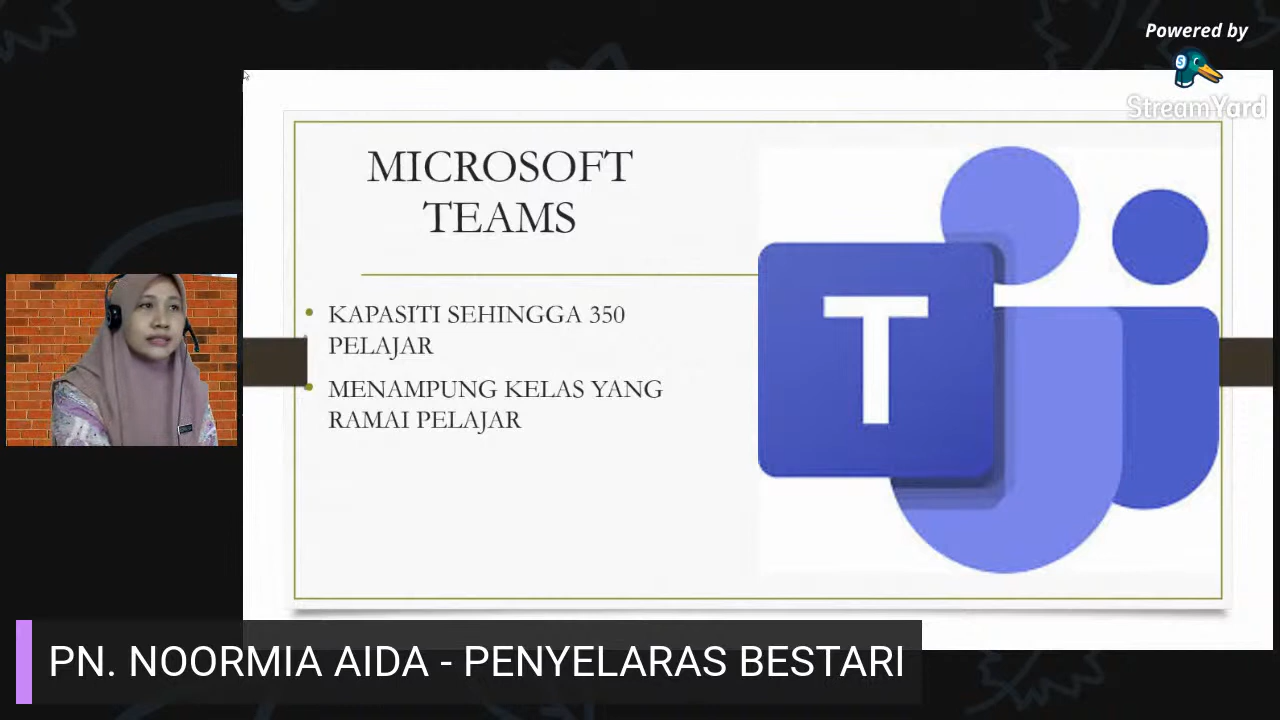 Powered by
StreamYard
MICROSOFT
TEAMS
• KAPASITI SEHINGGA 350
PELAJAR
• MENAMPUNG KELAS YANG
RAMAI PELAJAR
T
PN. NOORMIA AIDA - PENYELARAS BESTARI